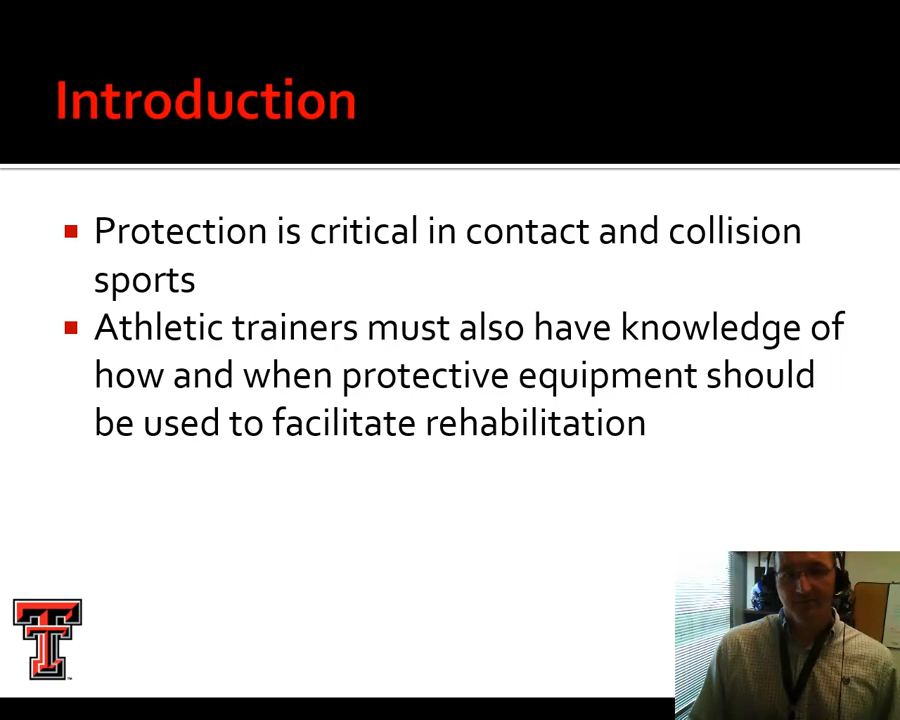 Introduction
Protection is critical in contact and collision
sports
Athletic trainers must also have knowledge of
how and when protective equipment should
be used to facilitate rehabilitation